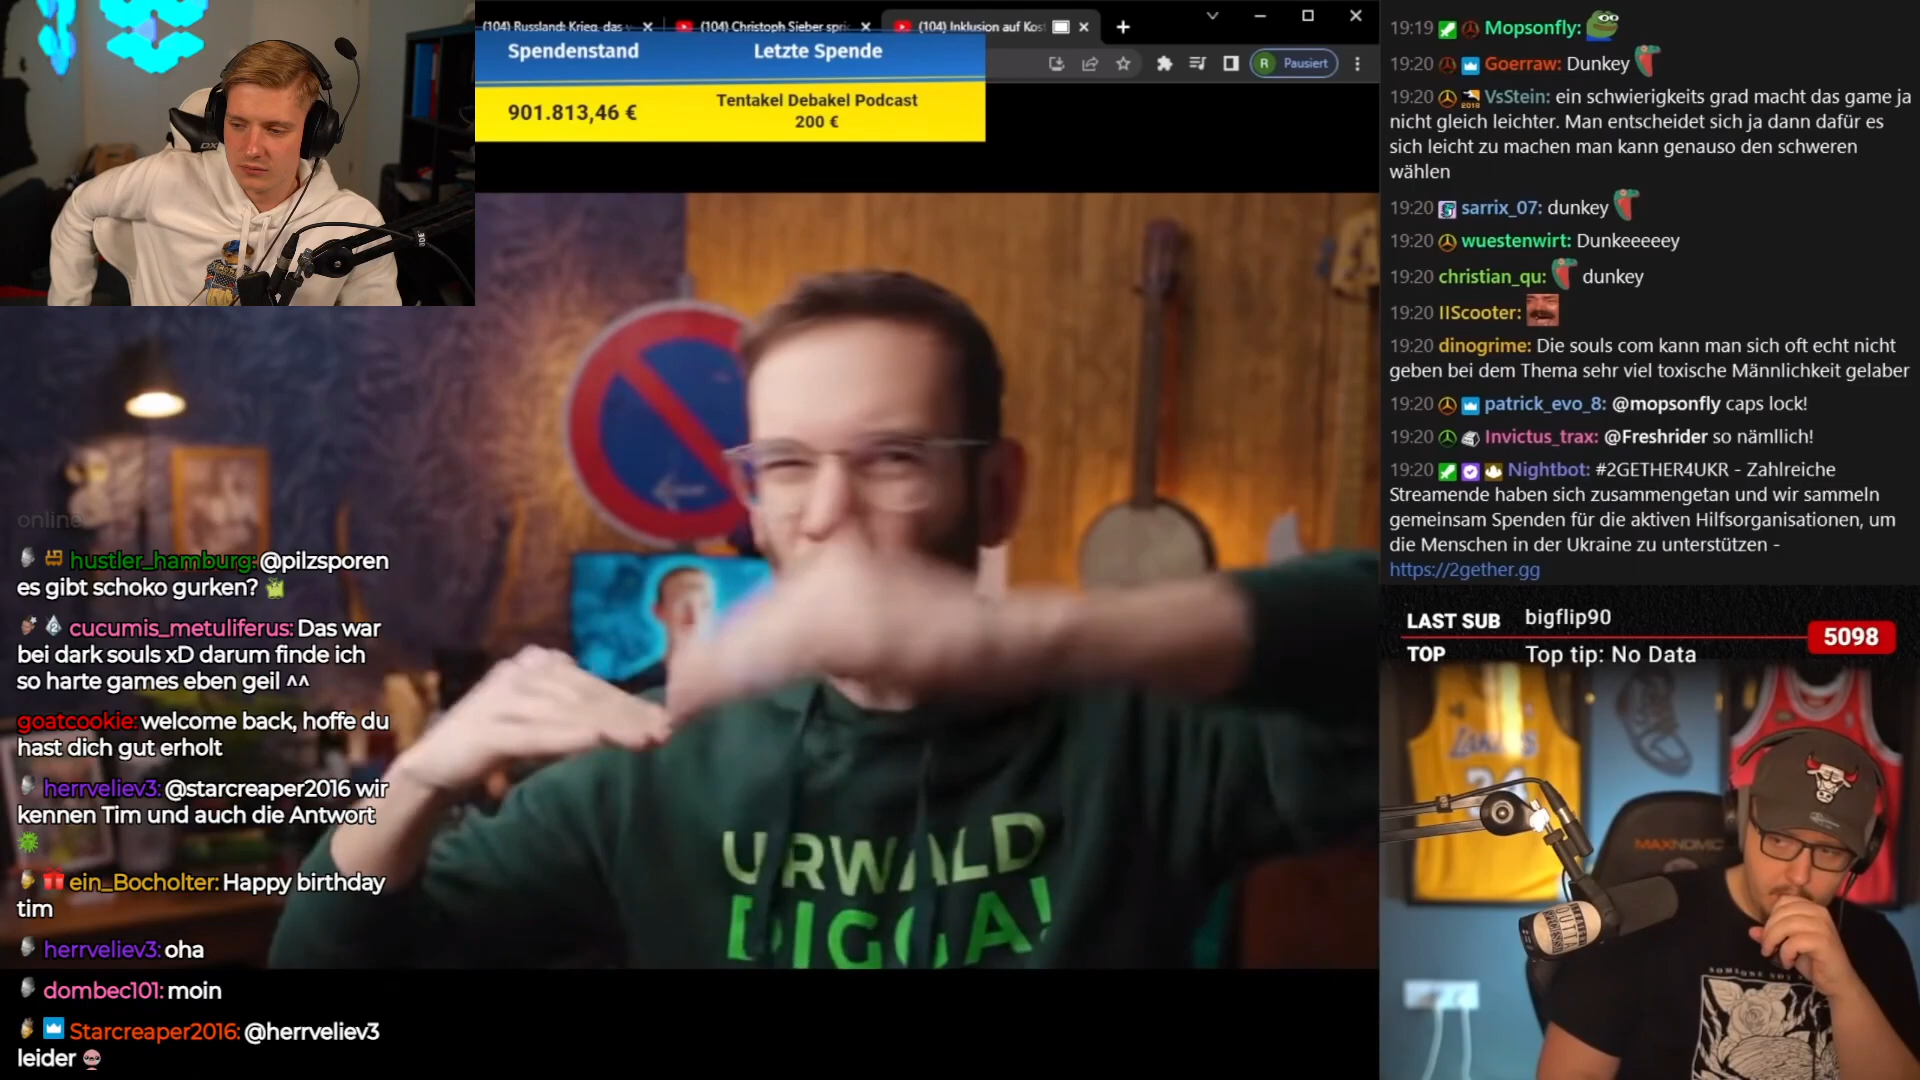 (104) Russland: Krieg, das
(104) Christoph Sieber spri
(104) Inklusion auf Kos
Spendenstand
Letzte Spende
R Pausiert
901.813,46 €
Tentakel Debakel Podcast
200 €
online
hustler_hamburg: @pilzsporen
es gibt schoko gurken?
cucumis_metuliferus: Das war
bei dark souls xD darum finde ich
so harte games eben geil ^^
goatcookie: welcome back, hoffe du
hast dich gut erholt
herrveliev3: @starcreaper2016 wir
kennen Tim und auch die Antwort
ein_Bocholter: Happy birthday
tim
herrveliev3: oha
dombec101: moin
Starcreaper2016: @herrveliev3
leider
URWALD
DIGGA!
19:19 Mopsonfly:
19:20 Goerraw: Dunkey
19:20 VsStein: ein schwierigkeits grad macht das game ja
nicht gleich leichter. Man entscheidet sich ja dann dafür es
sich leicht zu machen man kann genauso den schweren
wählen
19:20 sarrix_07: dunkey
19:20 wuestenwirt: Dunkeeeeey
19:20 christian_qu: dunkey
19:20 IIScooter:
19:20 dinogrime: Die souls com kann man sich oft echt nicht
geben bei dem Thema sehr viel toxische Männlichkeit gelaber
19:20 patrick_evo_8: @mopsonfly caps lock!
19:20 Invictus_trax: @Freshrider so nämllich!
19:20 Nightbot: #2GETHER4UKR - Zahlreiche
Streamende haben sich zusammengetan und wir sammeln
gemeinsam Spenden für die aktiven Hilfsorganisationen, um
die Menschen in der Ukraine zu unterstützen -
https://2gether.gg
LAST SUB bigflip90
5098
TOP Top tip: No Data
MAXNOMIC